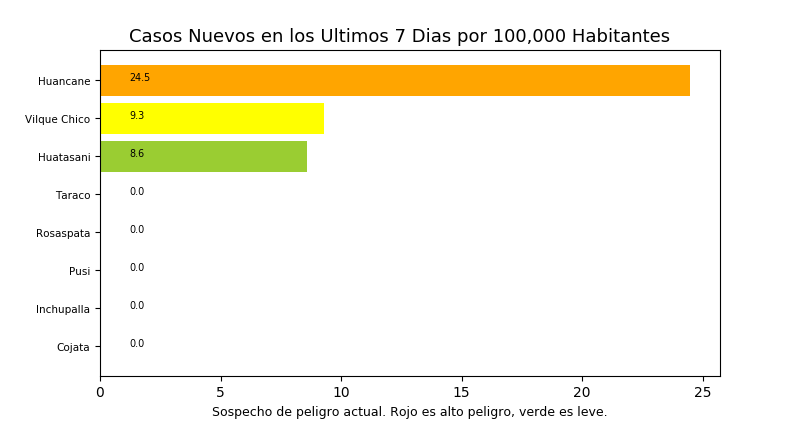 Casos Nuevos en los Ultimos 7 Dias por 100,000 Habitantes
Huancane 24.5
Vilque Chico 9.3
Huatasani 8.6
Taraco 0.0
Rosaspata 0.0
Pusi 0.0
Inchupalla 0.0
Cojata 0.0
0 5 10 15 20 25
Sospecho de peligro actual. Rojo es alto peligro, verde es leve.